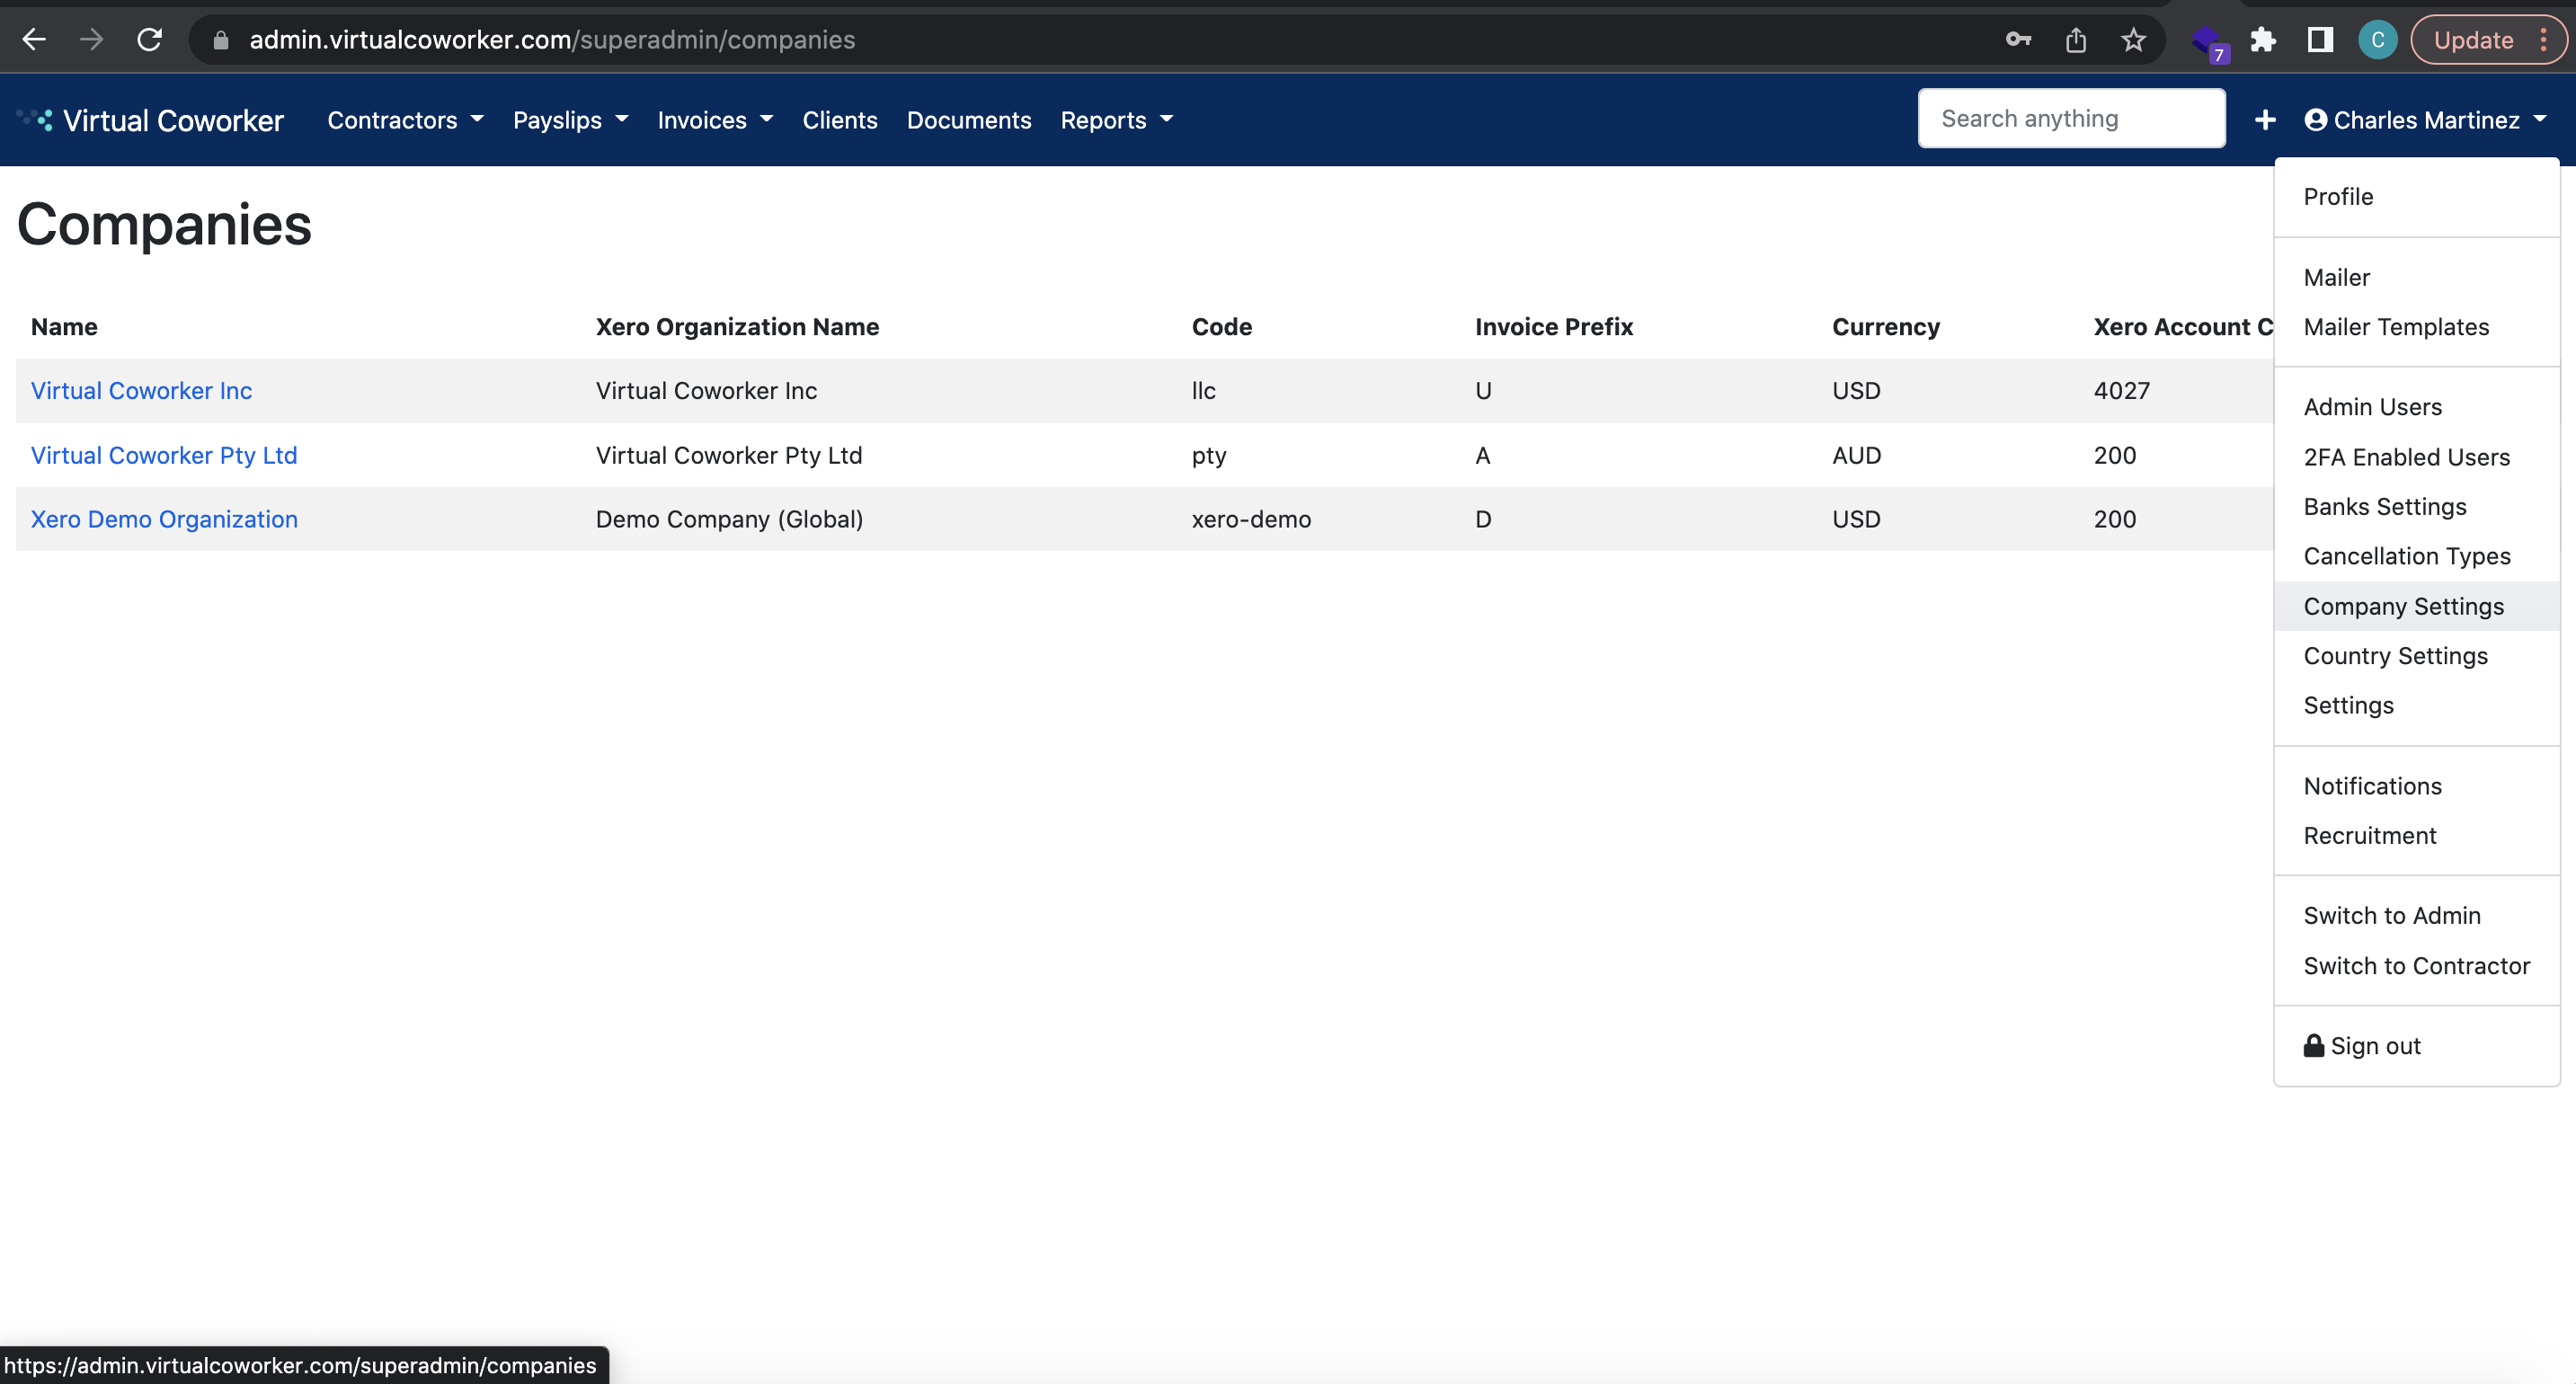 admin.virtualcoworker.com/superadmin/companies
7
C
Update
Virtual Coworker Contractors Payslips Invoices Clients Documents Reports Search anything + Charles Martinez
Companies
Name Xero Organization Name Code Invoice Prefix Currency Xero Account C
Virtual Coworker Inc Virtual Coworker Inc llc U USD 4027
Virtual Coworker Pty Ltd Virtual Coworker Pty Ltd pty A AUD 200
Xero Demo Organization Demo Company (Global) xero-demo D USD 200
Profile
Mailer
Mailer Templates
Admin Users
2FA Enabled Users
Banks Settings
Cancellation Types
Company Settings
Country Settings
Settings
Notifications
Recruitment
Switch to Admin
Switch to Contractor
Sign out
https://admin.virtualcoworker.com/superadmin/companies